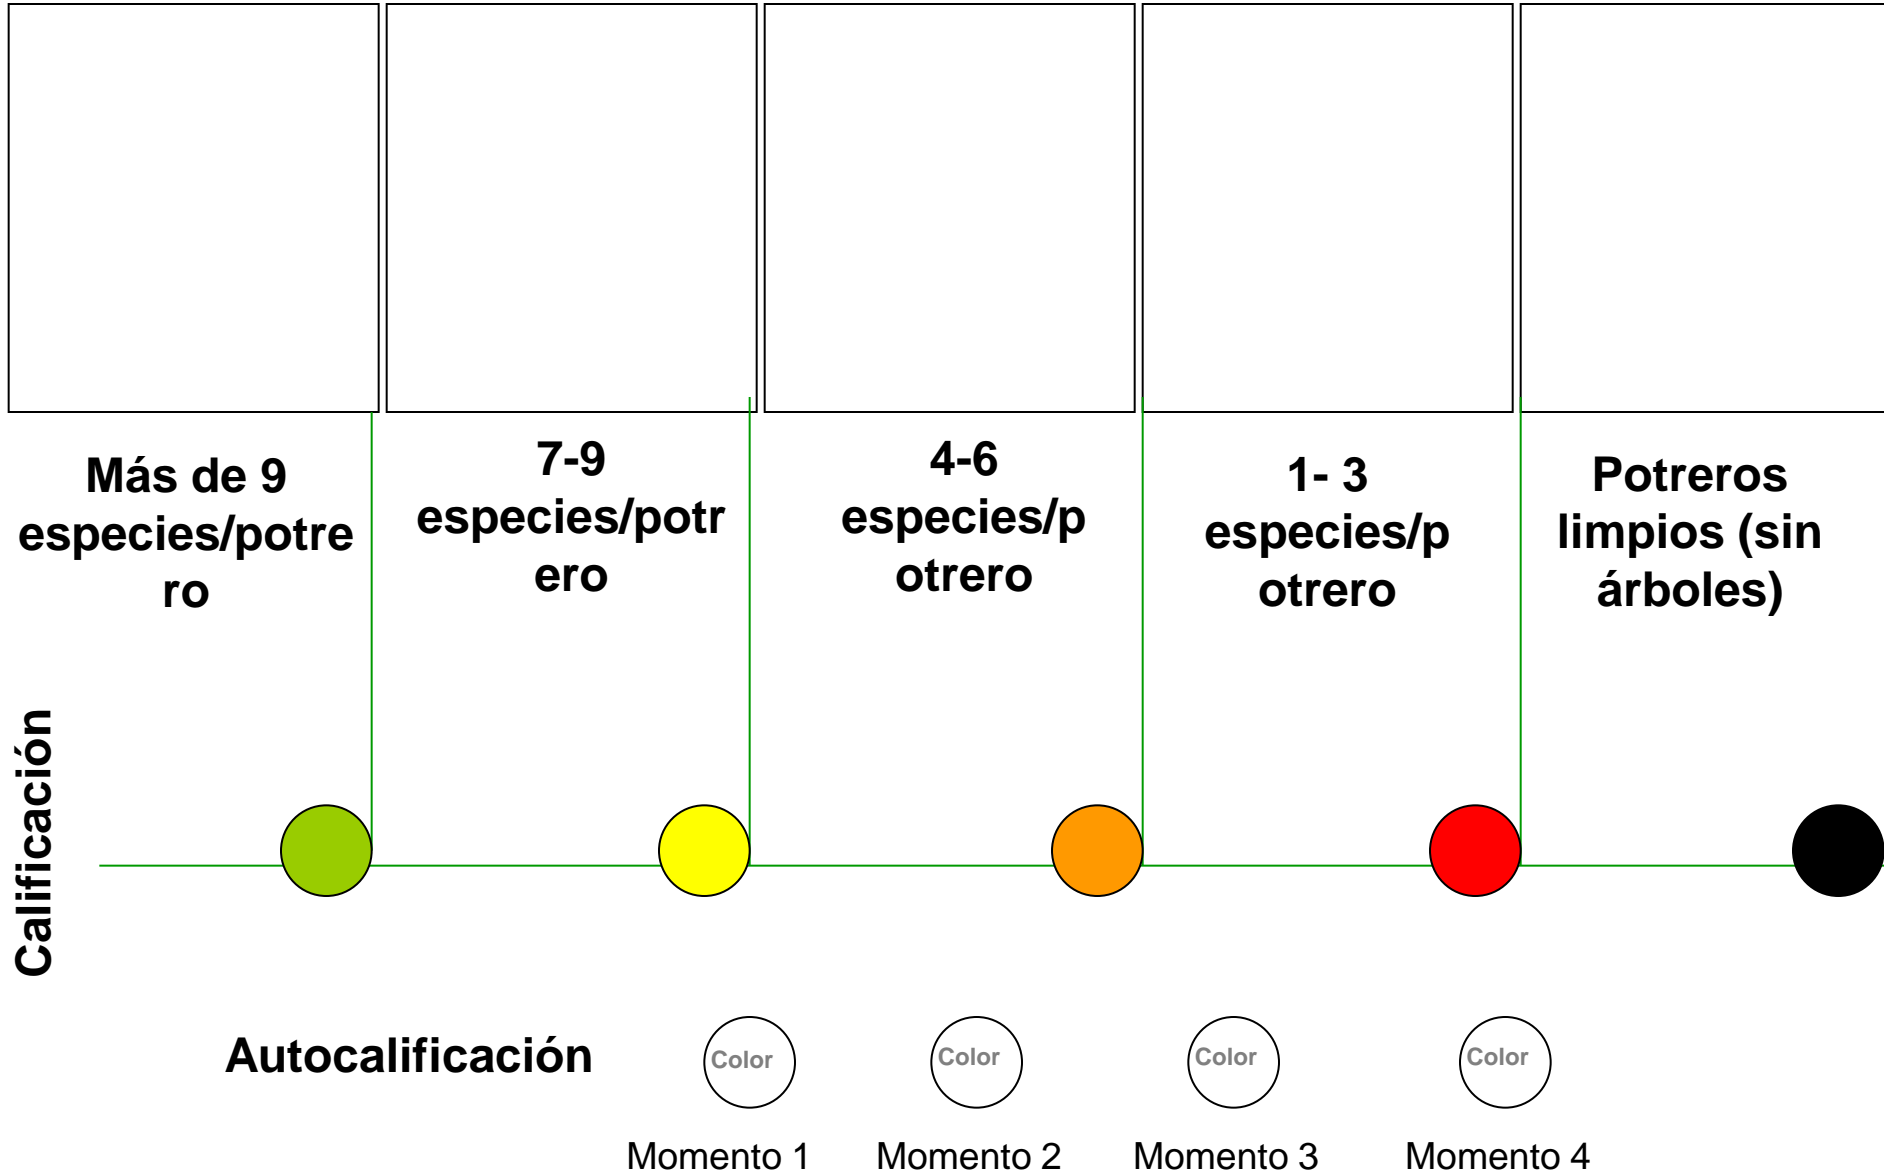 Más de 9
especies/potre
ro
7-9
especies/potr
ero
4-6
especies/p
otrero
1- 3
especies/p
otrero
Potreros
limpios (sin
árboles)
Calificación
Autocalificación
Color
Color
Color
Color
Momento 1
Momento 2
Momento 3
Momento 4